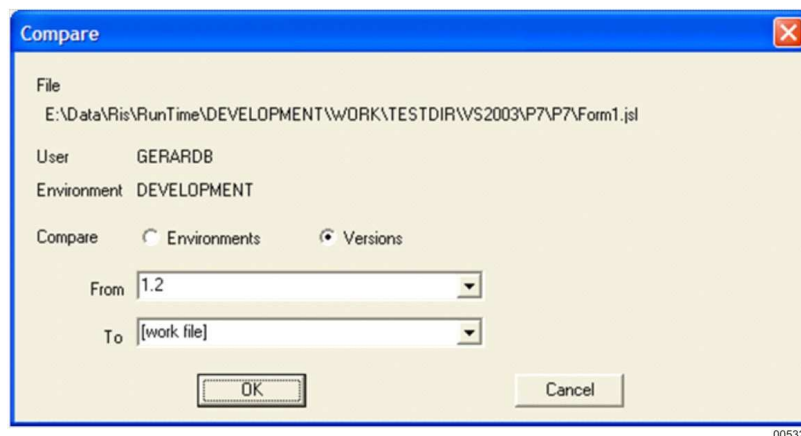 Compare
File
E:\Data\Ris\RunTime\DEVELOPMENT\WORK\TESTDIR\VS2003\P7\P7\Form1.jsl
User GERARDB
Environment DEVELOPMENT
Compare Environments Versions
From 1.2
To [work file]
OK Cancel